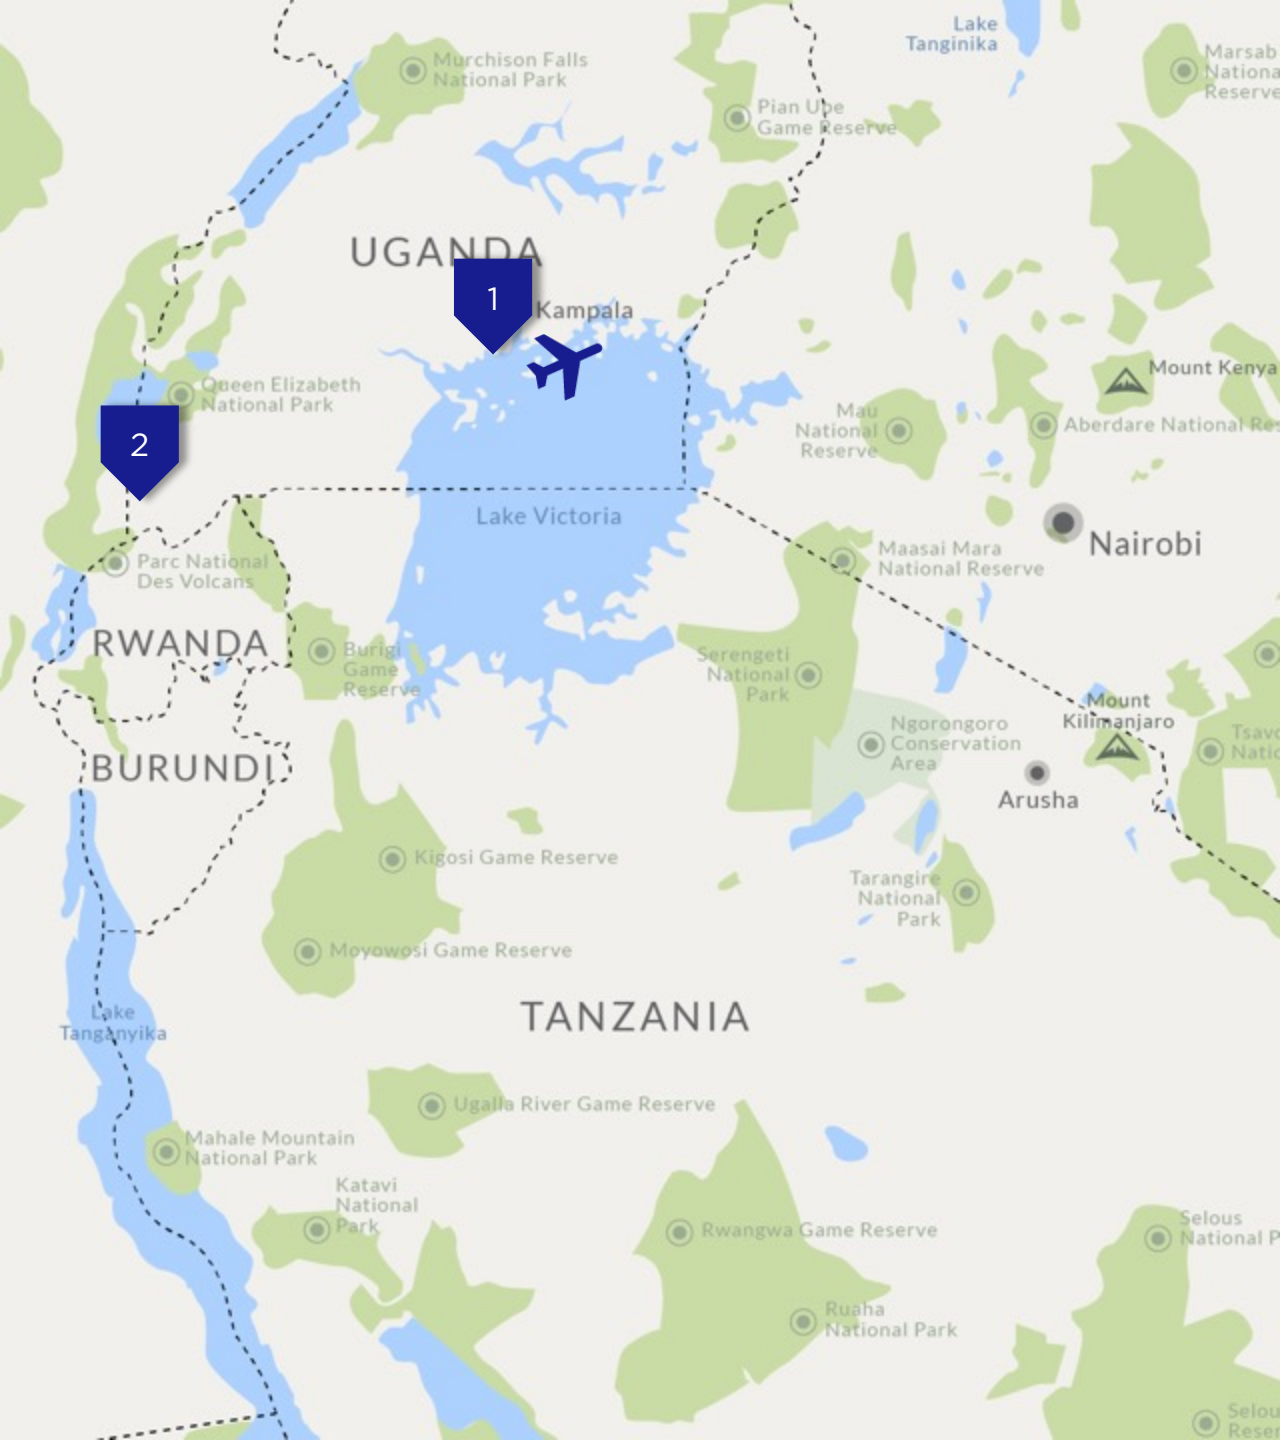 Lake
Tanginika
Murchison Falls
National Park
Marsab
Nationa
Reserve
Pian Upe
Game Reserve
UGANDA
1
Kampala
Queen Elizabeth
National Park
Mount Kenya
Mau
National
Reserve
Aberdare National Res
2
Lake Victoria
Nairobi
Parc National
Des Volcans
Maasai Mara
National Reserve
RWANDA
Burigi
Game
Reserve
Serengeti
National
Park
Mount
Kilimanjaro
Ngorongoro
Conservation
Area
Tsavo
Natio
BURUNDI
Arusha
Kigosi Game Reserve
Tarangire
National
Park
Moyowosi Game Reserve
TANZANIA
Lake
Tanganyika
Ugalla River Game Reserve
Mahale Mountain
National Park
Katavi
National
Park
Rwangwa Game Reserve
Selous
National P
Ruaha
National Park
Selou
Reser